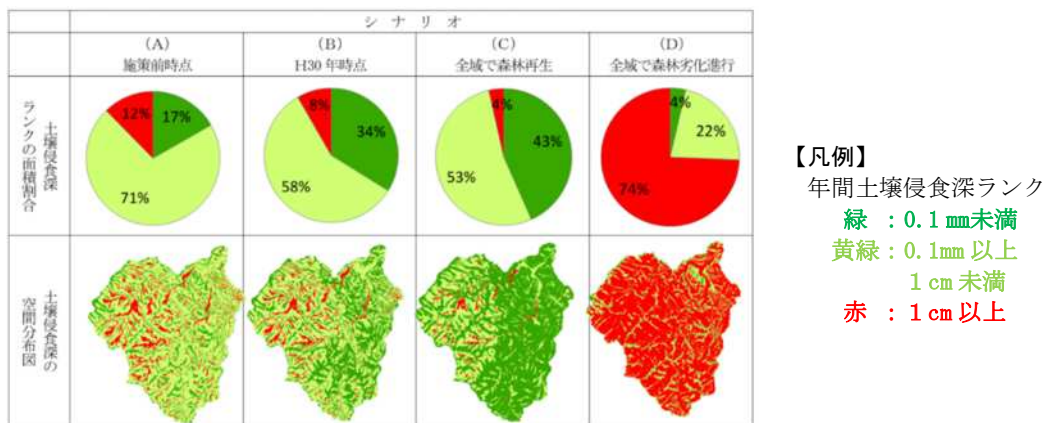 シナリオ
(A)
施策前時点
(B)
H30年時点
(C)
全域で森林再生
(D)
全域で森林劣化進行
土壌侵食深
ランクの面積割合
12%
17%
71%
8%
34%
58%
4%
43%
53%
4%
22%
74%
土壌侵食深の
空間分布図
【凡例】
年間土壌侵食深ランク
緑 :0.1㎜未満
黄緑:0.1mm以上
1cm未満
赤 :1cm以上